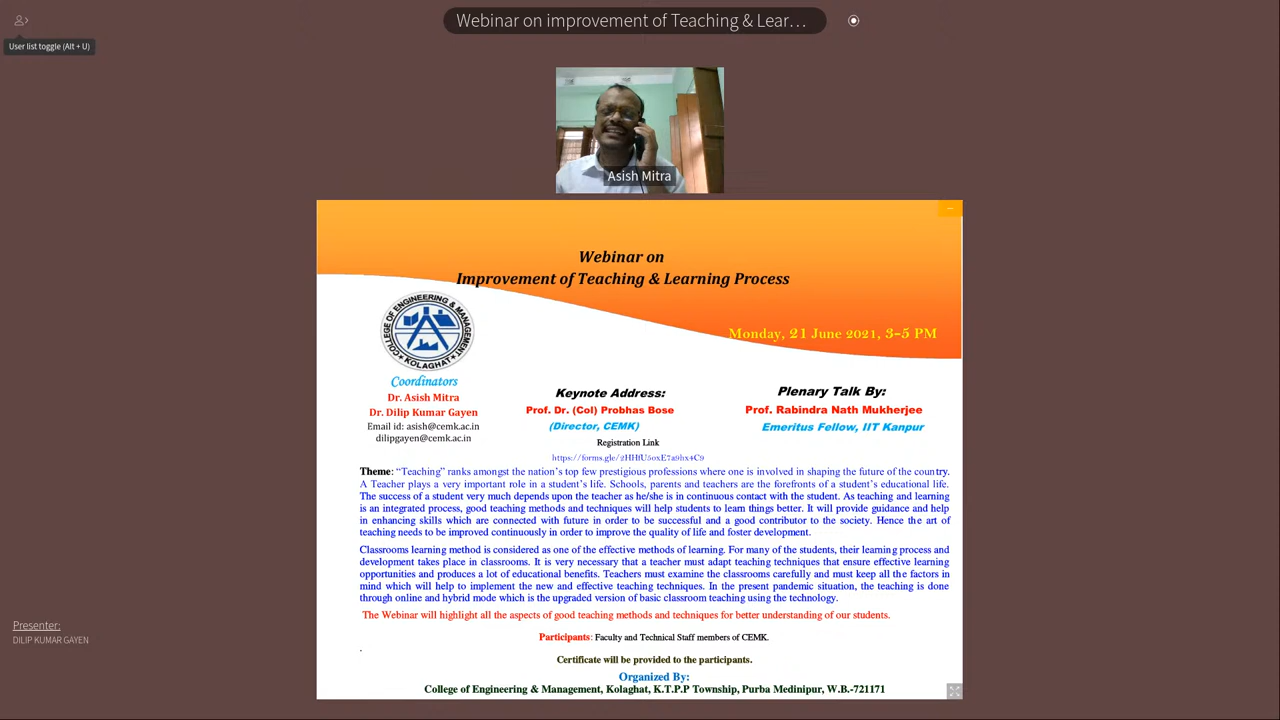 Webinar on improvement of Teaching & Lear…
User list toggle (Alt + U)
Asish Mitra
Webinar on
Improvement of Teaching & Learning Process
COLLEGE OF ENGINEERING & MANAGEMENT
KOLAGHAT
Monday, 21 June 2021, 3-5 PM
Coordinators
Dr. Asish Mitra
Dr. Dilip Kumar Gayen
Email id: asish@cemk.ac.in
dilipgayen@cemk.ac.in
Keynote Address:
Prof. Dr. (Col) Probhas Bose
(Director, CEMK)
Plenary Talk By:
Prof. Rabindra Nath Mukherjee
Emeritus Fellow, IIT Kanpur
Registration Link
https://forms.gle/2HHfU5oxE7a9hx4C9
Theme: “Teaching” ranks amongst the nation’s top few prestigious professions where one is involved in shaping the future of the country.
A Teacher plays a very important role in a student’s life. Schools, parents and teachers are the forefronts of a student’s educational life.
The success of a student very much depends upon the teacher as he/she is in continuous contact with the student. As teaching and learning
is an integrated process, good teaching methods and techniques will help students to learn things better. It will provide guidance and help
in enhancing skills which are connected with future in order to be successful and a good contributor to the society. Hence the art of
teaching needs to be improved continuously in order to improve the quality of life and foster development.
Classrooms learning method is considered as one of the effective methods of learning. For many of the students, their learning process and
development takes place in classrooms. It is very necessary that a teacher must adapt teaching techniques that ensure effective learning
opportunities and produces a lot of educational benefits. Teachers must examine the classrooms carefully and must keep all the factors in
mind which will help to implement the new and effective teaching techniques. In the present pandemic situation, the teaching is done
through online and hybrid mode which is the upgraded version of basic classroom teaching using the technology.
The Webinar will highlight all the aspects of good teaching methods and techniques for better understanding of our students.
Participants: Faculty and Technical Staff members of CEMK.
Certificate will be provided to the participants.
Organized By:
College of Engineering & Management, Kolaghat, K.T.P.P Township, Purba Medinipur, W.B.-721171
Presenter:
DILIP KUMAR GAYEN